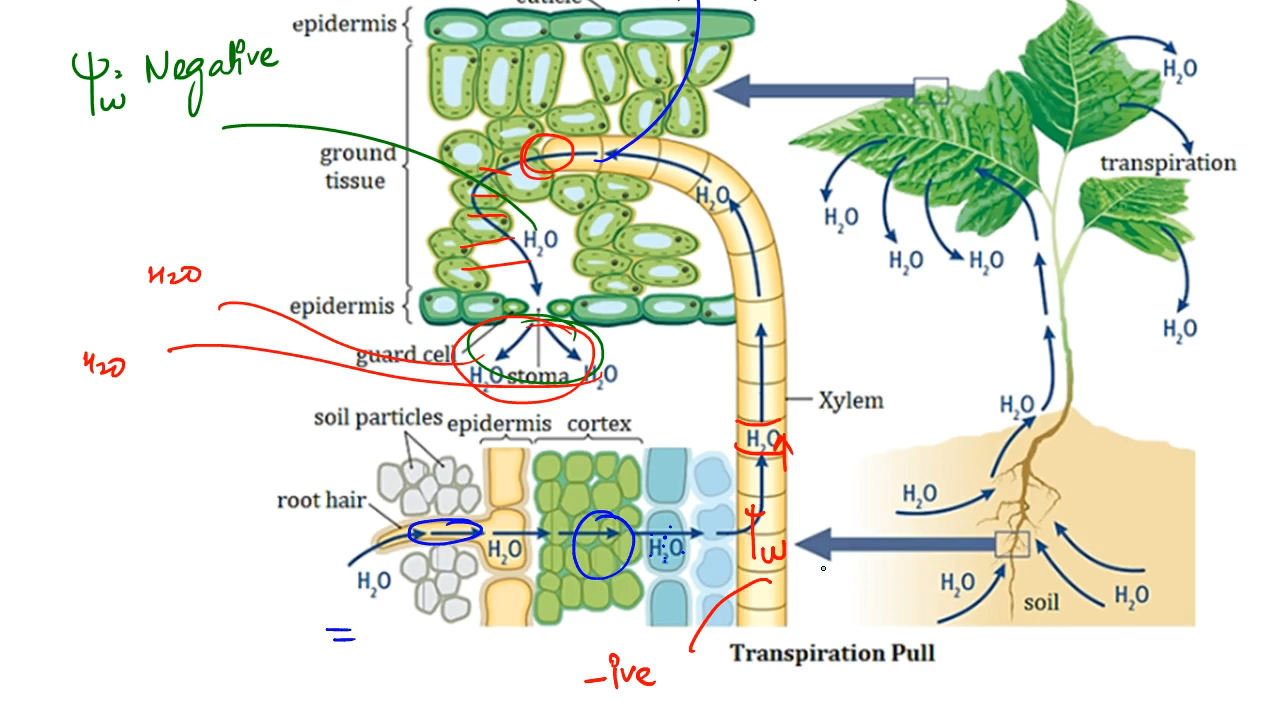 cuticle
epidermis
Ψw = Negative
ground
tissue
H₂O
H₂O
epidermis
H2O
guard cell
H₂O stoma H₂O
H2O
soil particles
epidermis
cortex
root hair
H₂O
H₂O
H₂O
H₂O
Xylem
Ψw
-ive
Transpiration Pull
H₂O
transpiration
H₂O
H₂O
H₂O
H₂O
H₂O
H₂O
H₂O
H₂O
soil